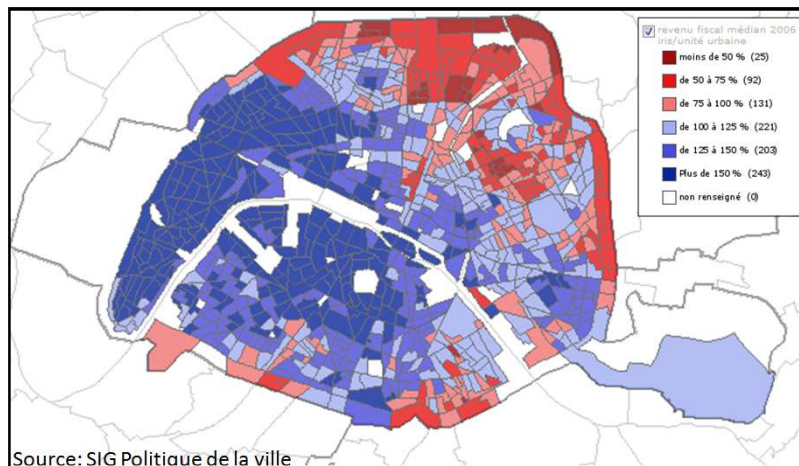 revenu fiscal médian 2006
iris/unité urbaine
moins de 50 % (25)
de 50 à 75 % (92)
de 75 à 100 % (131)
de 100 à 125 % (221)
de 125 à 150 % (203)
Plus de 150 % (243)
non renseigné (0)
Source: SIG Politique de la ville